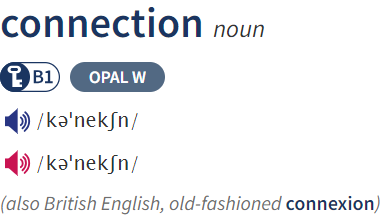 connection noun
B1 OPAL W
/kəˈnekʃn/
/kəˈnekʃn/
(also British English, old-fashioned connexion)